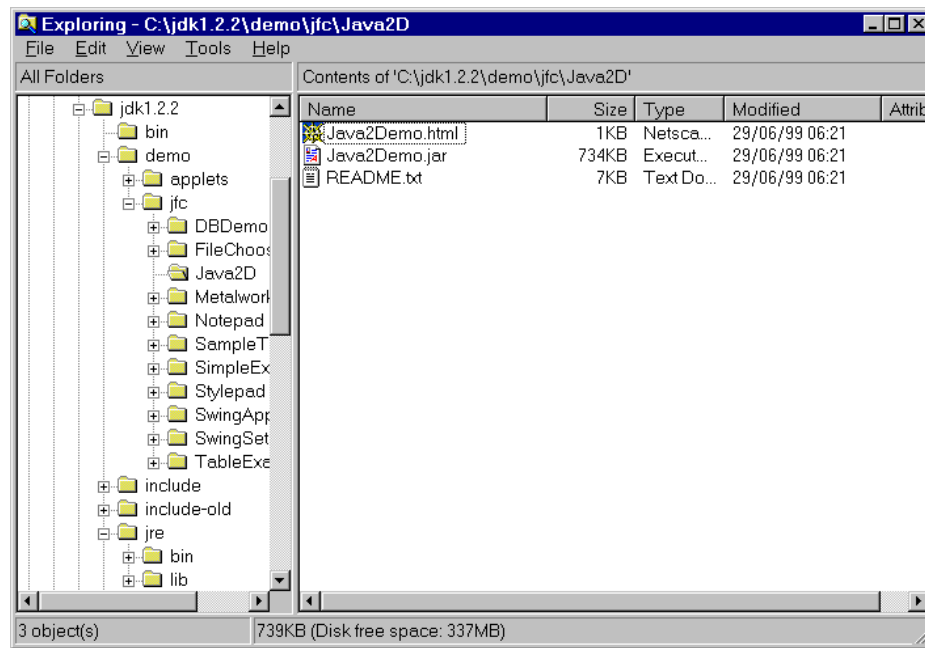 Exploring - C:\jdk1.2.2\demo\jfc\Java2D
File Edit View Tools Help
All Folders
Contents of 'C:\jdk1.2.2\demo\jfc\Java2D'
jdk1.2.2
bin
demo
applets
jfc
DBDemo
FileChoos
Java2D
Metalwork
Notepad
SampleT
SimpleEx
Stylepad
SwingApp
SwingSet
TableExa
include
include-old
jre
bin
lib
Name Size Type Modified Attrib
Java2Demo.html 1KB Netsca... 29/06/99 06:21
Java2Demo.jar 734KB Execut... 29/06/99 06:21
README.txt 7KB Text Do... 29/06/99 06:21
3 object(s)
739KB (Disk free space: 337MB)